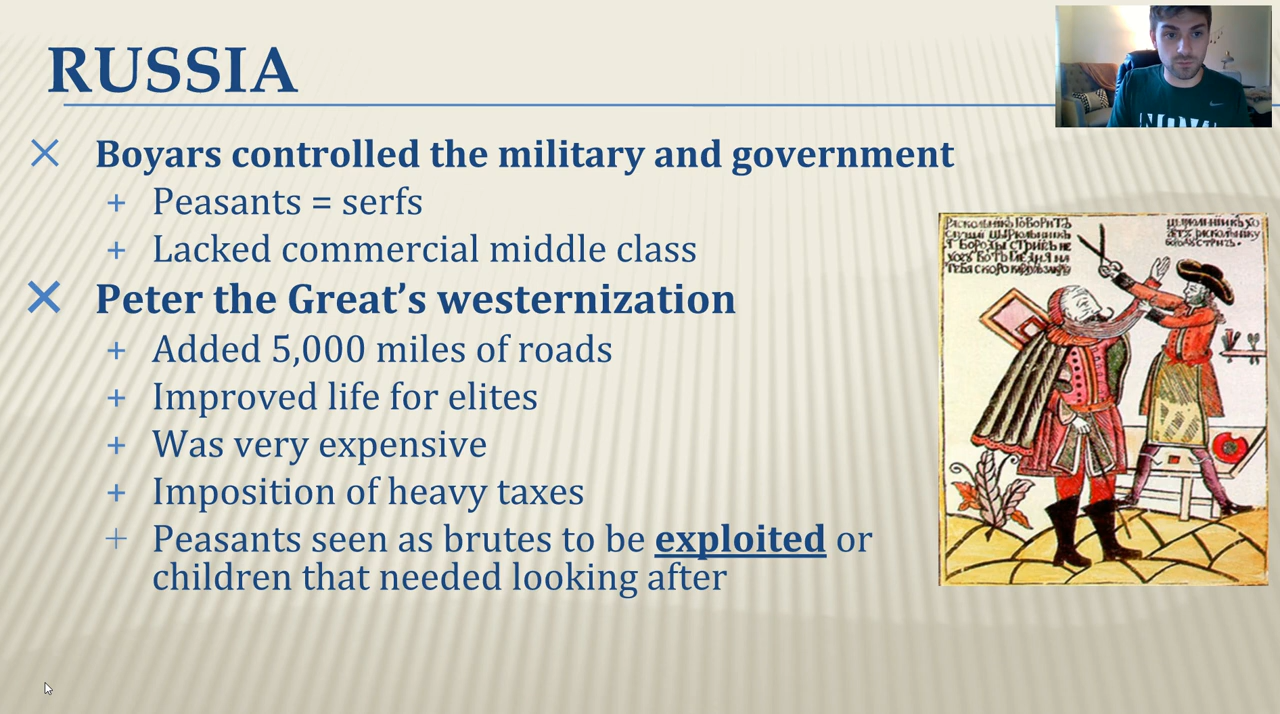 RUSSIA
Boyars controlled the military and government
Peasants = serfs
Lacked commercial middle class
Peter the Great’s westernization
Added 5,000 miles of roads
Improved life for elites
Was very expensive
Imposition of heavy taxes
Peasants seen as brutes to be exploited or
children that needed looking after
РАСКОЛЬНІКЪ ГОВОРИТЪ